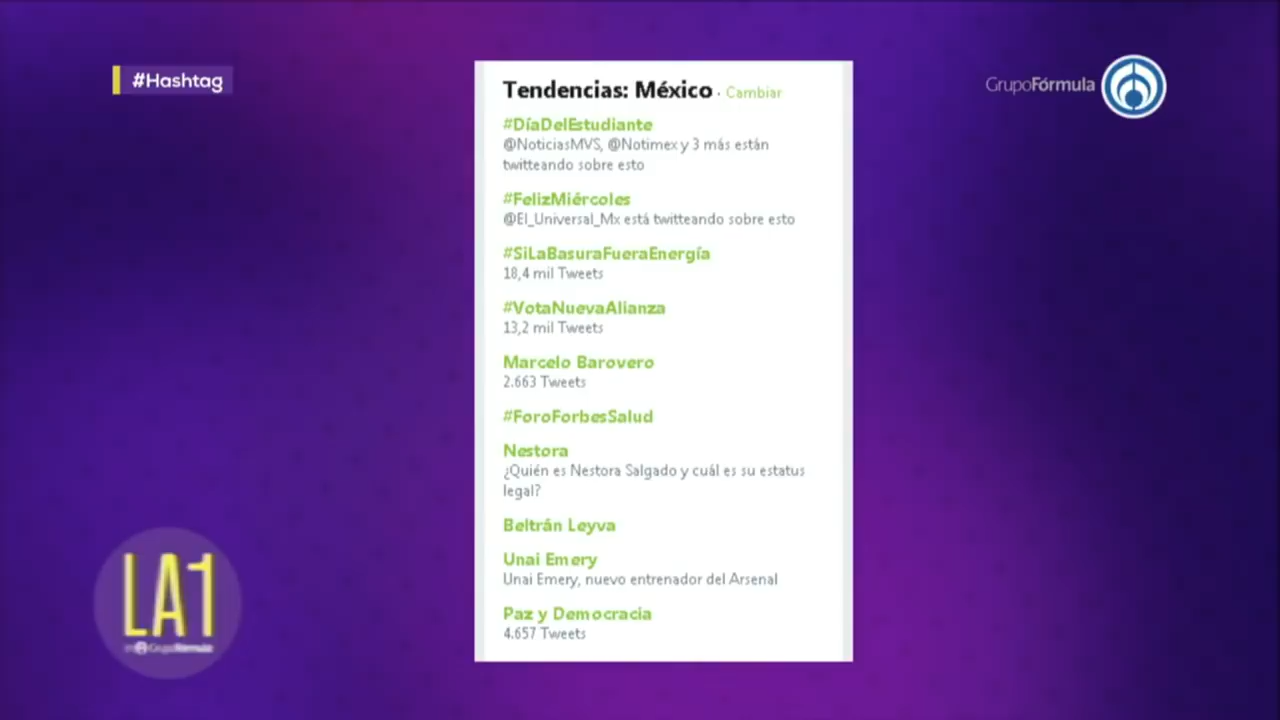 #Hashtag
GrupoFórmula
Tendencias: México · Cambiar
#DíaDelEstudiante
@NoticiasMVS, @Notimex y 3 más están
twitteando sobre esto
#FelizMiércoles
@El_Universal_Mx está twitteando sobre esto
#SiLaBasuraFueraEnergía
18,4 mil Tweets
#VotaNuevaAlianza
13,2 mil Tweets
Marcelo Barovero
2.663 Tweets
#ForoForbesSalud
Nestora
¿Quién es Nestora Salgado y cuál es su estatus
legal?
Beltrán Leyva
Unai Emery
Unai Emery, nuevo entrenador del Arsenal
Paz y Democracia
4.657 Tweets
LA1
GrupoFórmula